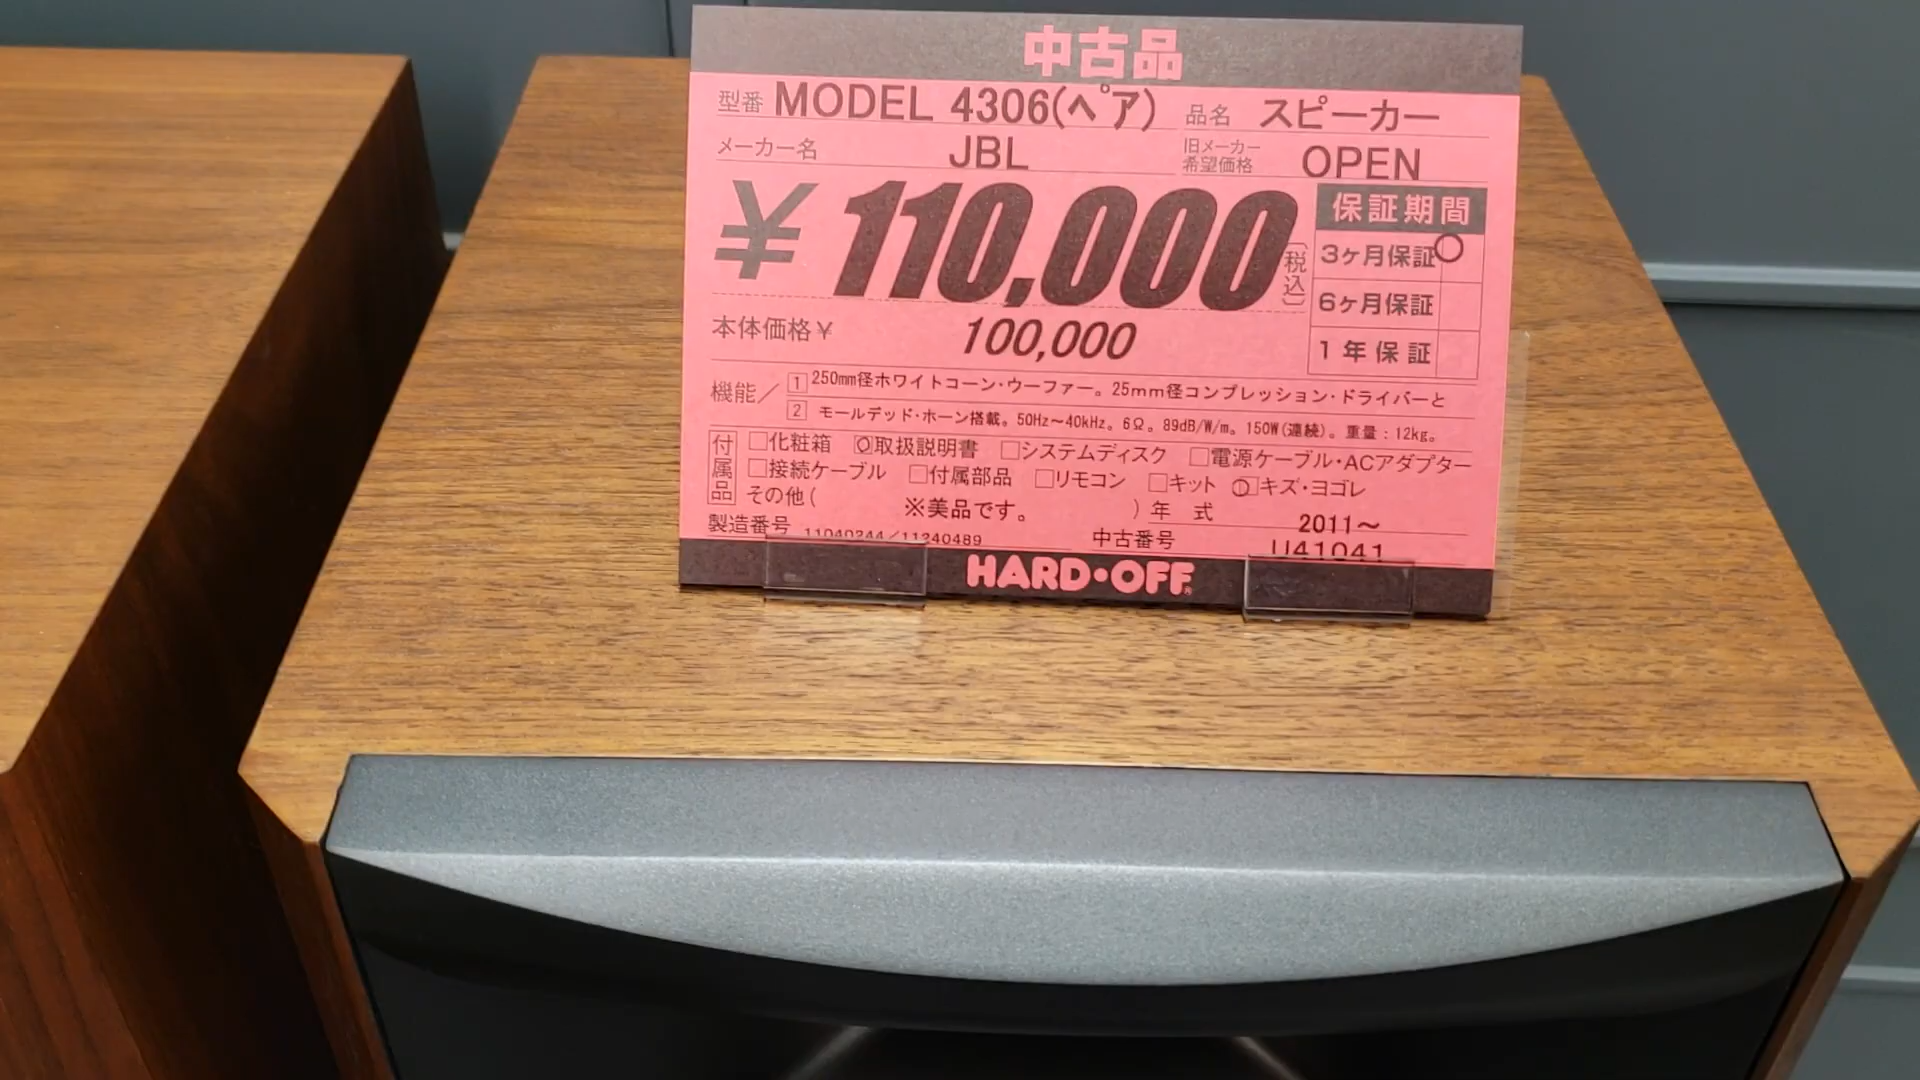 中古品
型番 MODEL 4306(ペア) 品名 スピーカー
メーカー名 JBL 旧メーカー希望価格 OPEN
¥110,000 (税込)
保証期間
3ヶ月保証 ○
6ヶ月保証
1年保証
本体価格¥ 100,000
機能/ 1 250mm径ホワイトコーン・ウーファー。25mm径コンプレッション・ドライバーと
2 モールデッド・ホーン搭載。50Hz~40kHz。6Ω。89dB/W/m。150W(連続)。重量:12kg。
付属品 □化粧箱 ☐○取扱説明書 □システムディスク □電源ケーブル・ACアダプター
□接続ケーブル □付属部品 □リモコン □キット ○□キズ・ヨゴレ
その他( ※美品です。 ) 年 式 2011~
製造番号 11040244/11240489 中古番号 U41041
HARD・OFF®